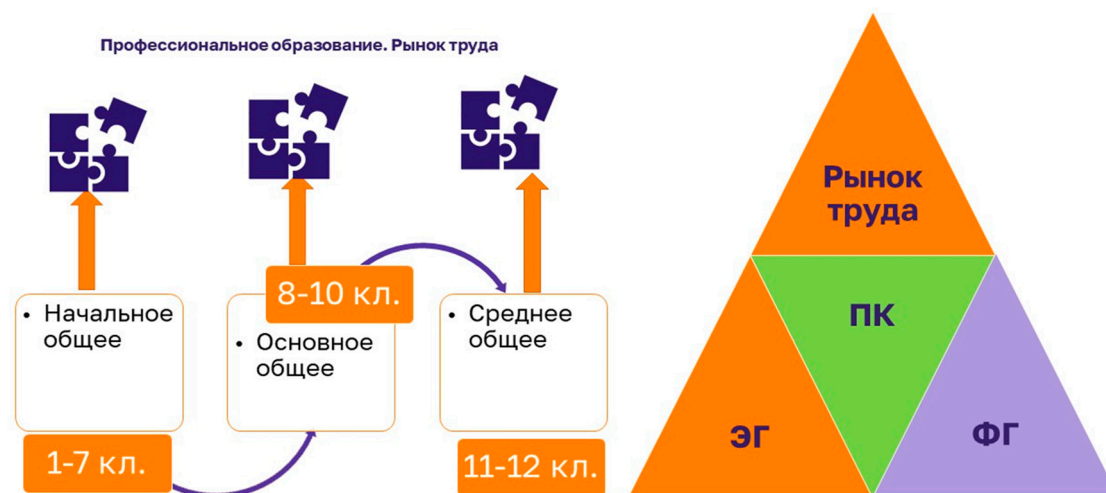 Профессиональное образование. Рынок труда
8-10 кл.
• Начальное
общее
• Основное
общее
• Среднее
общее
1-7 кл.
11-12 кл.
Рынок
труда
ПК
ЭГ
ФГ